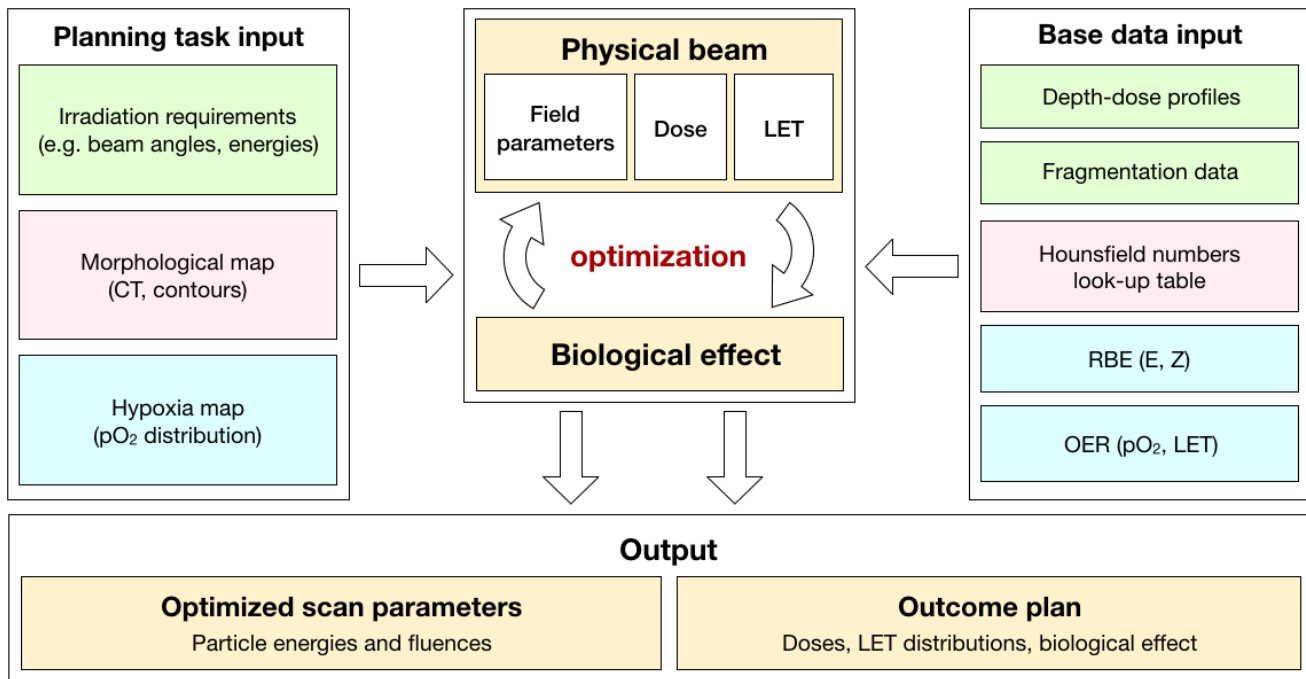 Planning task input
Irradiation requirements
(e.g. beam angles, energies)
Morphological map
(CT, contours)
Hypoxia map
(pO₂ distribution)
Physical beam
Field
parameters
Dose
LET
optimization
Biological effect
Base data input
Depth-dose profiles
Fragmentation data
Hounsfield numbers
look-up table
RBE (E, Z)
OER (pO₂, LET)
Output
Optimized scan parameters
Particle energies and fluences
Outcome plan
Doses, LET distributions, biological effect